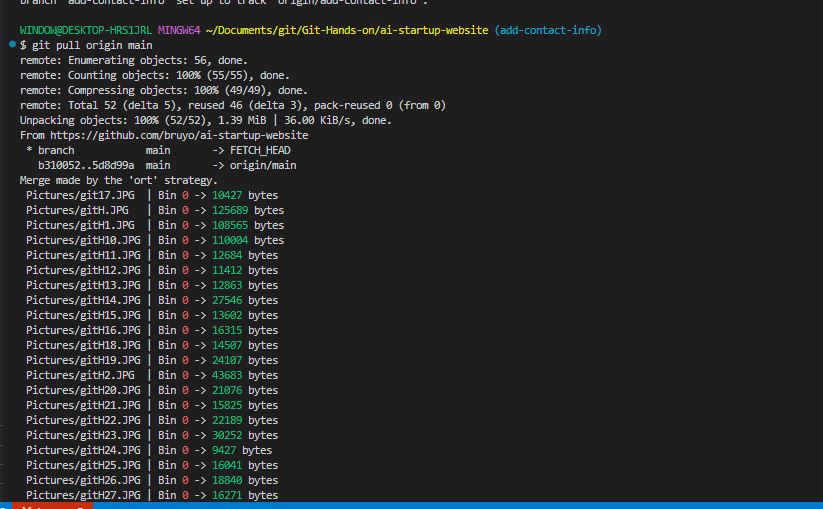 branch 'add-contact-info' set up to track 'origin/add-contact-info'.
WINDOW@DESKTOP-HRS1JRL MINGW64 ~/Documents/git/Git-Hands-on/ai-startup-website (add-contact-info)
$ git pull origin main
remote: Enumerating objects: 56, done.
remote: Counting objects: 100% (55/55), done.
remote: Compressing objects: 100% (49/49), done.
remote: Total 52 (delta 5), reused 46 (delta 3), pack-reused 0 (from 0)
Unpacking objects: 100% (52/52), 1.39 MiB | 36.00 KiB/s, done.
From https://github.com/bruyo/ai-startup-website
 * branch            main       -> FETCH_HEAD
   b310052..5d8d99a  main       -> origin/main
Merge made by the 'ort' strategy.
 Pictures/git17.JPG  | Bin 0 -> 10427 bytes
 Pictures/gitH.JPG   | Bin 0 -> 125689 bytes
 Pictures/gitH1.JPG  | Bin 0 -> 108565 bytes
 Pictures/gitH10.JPG | Bin 0 -> 110004 bytes
 Pictures/gitH11.JPG | Bin 0 -> 12684 bytes
 Pictures/gitH12.JPG | Bin 0 -> 11412 bytes
 Pictures/gitH13.JPG | Bin 0 -> 12863 bytes
 Pictures/gitH14.JPG | Bin 0 -> 27546 bytes
 Pictures/gitH15.JPG | Bin 0 -> 13602 bytes
 Pictures/gitH16.JPG | Bin 0 -> 16315 bytes
 Pictures/gitH18.JPG | Bin 0 -> 14507 bytes
 Pictures/gitH19.JPG | Bin 0 -> 24107 bytes
 Pictures/gitH2.JPG  | Bin 0 -> 43683 bytes
 Pictures/gitH20.JPG | Bin 0 -> 21076 bytes
 Pictures/gitH21.JPG | Bin 0 -> 15825 bytes
 Pictures/gitH22.JPG | Bin 0 -> 22189 bytes
 Pictures/gitH23.JPG | Bin 0 -> 30252 bytes
 Pictures/gitH24.JPG | Bin 0 -> 9427 bytes
 Pictures/gitH25.JPG | Bin 0 -> 16041 bytes
 Pictures/gitH26.JPG | Bin 0 -> 18840 bytes
 Pictures/gitH27.JPG | Bin 0 -> 16271 bytes